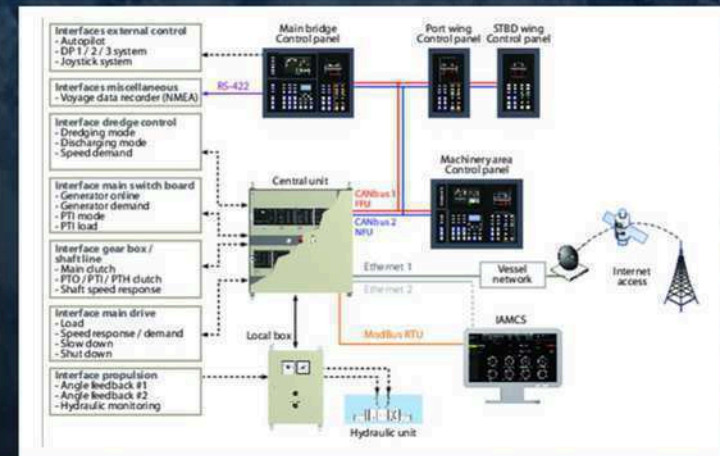 Interfaces external control
- Autopilot
- DP 1 / 2 / 3 system
- Joystick system
Interfaces miscellaneous
- Voyage data recorder (NMEA)
Interface dredge control
- Dredging mode
- Discharging mode
- Speed demand
Interface main switch board
- Generator online
- Generator demand
- PTI mode
- PTI load
Interface gear box /
shaft line
- Main clutch
- PTO / PTI / PTH clutch
- Shaft speed response
Interface main drive
- Load
- Speed response / demand
- Slow down
- Shut down
Interface propulsion
- Angle feedback #1
- Angle feedback #2
- Hydraulic monitoring
RS-422
Main bridge
Control panel
Port wing
Control panel
STBD wing
Control panel
Central unit
CANbus 1
FFU
CANbus 2
NFU
Machinery area
Control panel
Ethernet 1
Ethernet 2
Vessel
network
Internet
access
Local box
ModBus RTU
IAMCS
Hydraulic unit